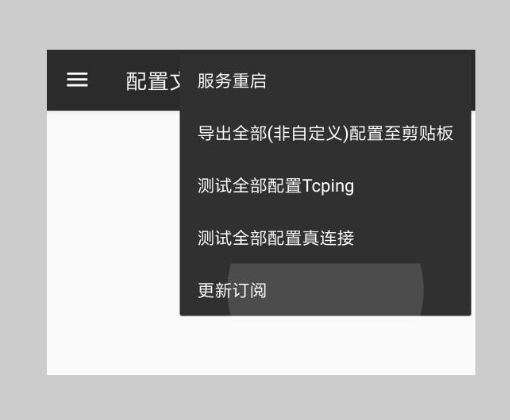 配置文
服务重启
导出全部(非自定义)配置至剪贴板
测试全部配置Tcping
测试全部配置真连接
更新订阅